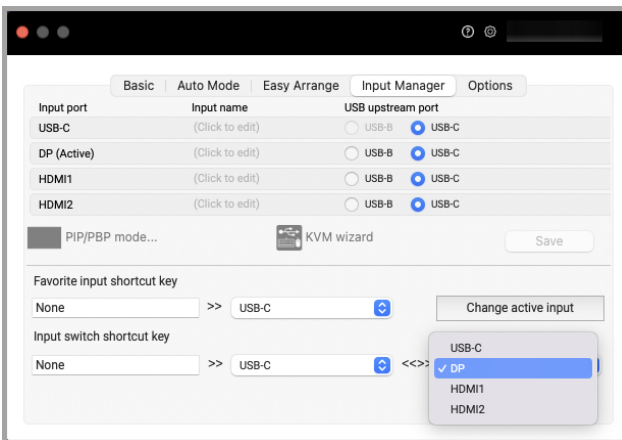 Basic Auto Mode Easy Arrange Input Manager Options
Input port Input name USB upstream port
USB-C (Click to edit) USB-B USB-C
DP (Active) (Click to edit) USB-B USB-C
HDMI1 (Click to edit) USB-B USB-C
HDMI2 (Click to edit) USB-B USB-C
PIP/PBP mode... KVM wizard Save
Favorite input shortcut key
None >> USB-C Change active input
Input switch shortcut key
None >> USB-C <<>>
USB-C
✓ DP
HDMI1
HDMI2